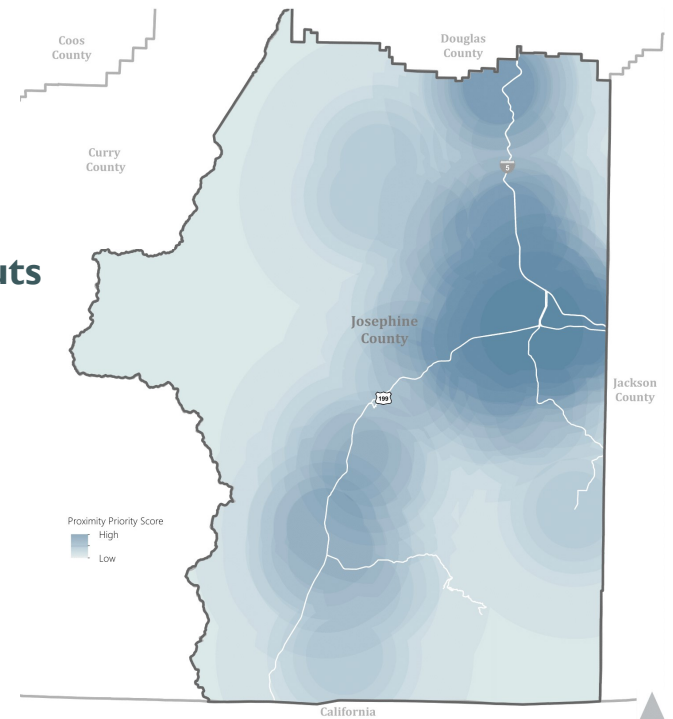 Coos
County
Douglas
County
Curry
County
5
uts
Josephine
County
Jackson
County
199
Proximity Priority Score
High
Low
California